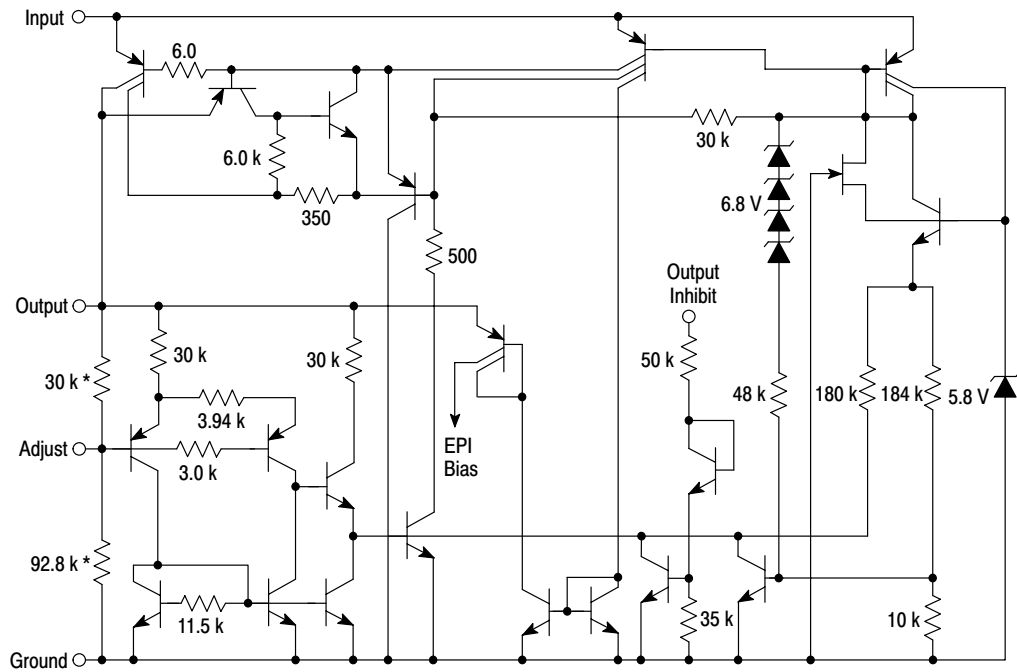 Input
6.0
30 k
6.0 k
6.8 V
350
500
Output
Inhibit
Output
30 k
30 k
50 k
30 k *
3.94 k
48 k
180 k
184 k
5.8 V
Adjust
EPI
Bias
3.0 k
92.8 k *
11.5 k
35 k
10 k
Ground